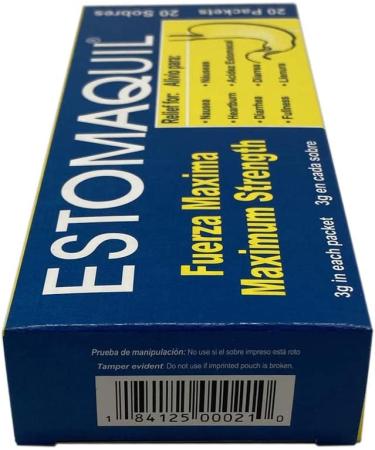 20 Packets
20 Sobres
ESTOMAQUIL®
Relief for: Alivio para:
• Nausea • Náuseas
• Heartburn • Acidez Estomacal
• Diarrhea • Diarrea
• Fullness • Llenura
Fuerza Maxima
Maximum Strength
3g in each packet 3g en cada sobre
Prueba de manipulación: No use si el sobre impreso está roto
Tamper evident. Do not use if imprinted pouch is broken.
1 84125 00021 0